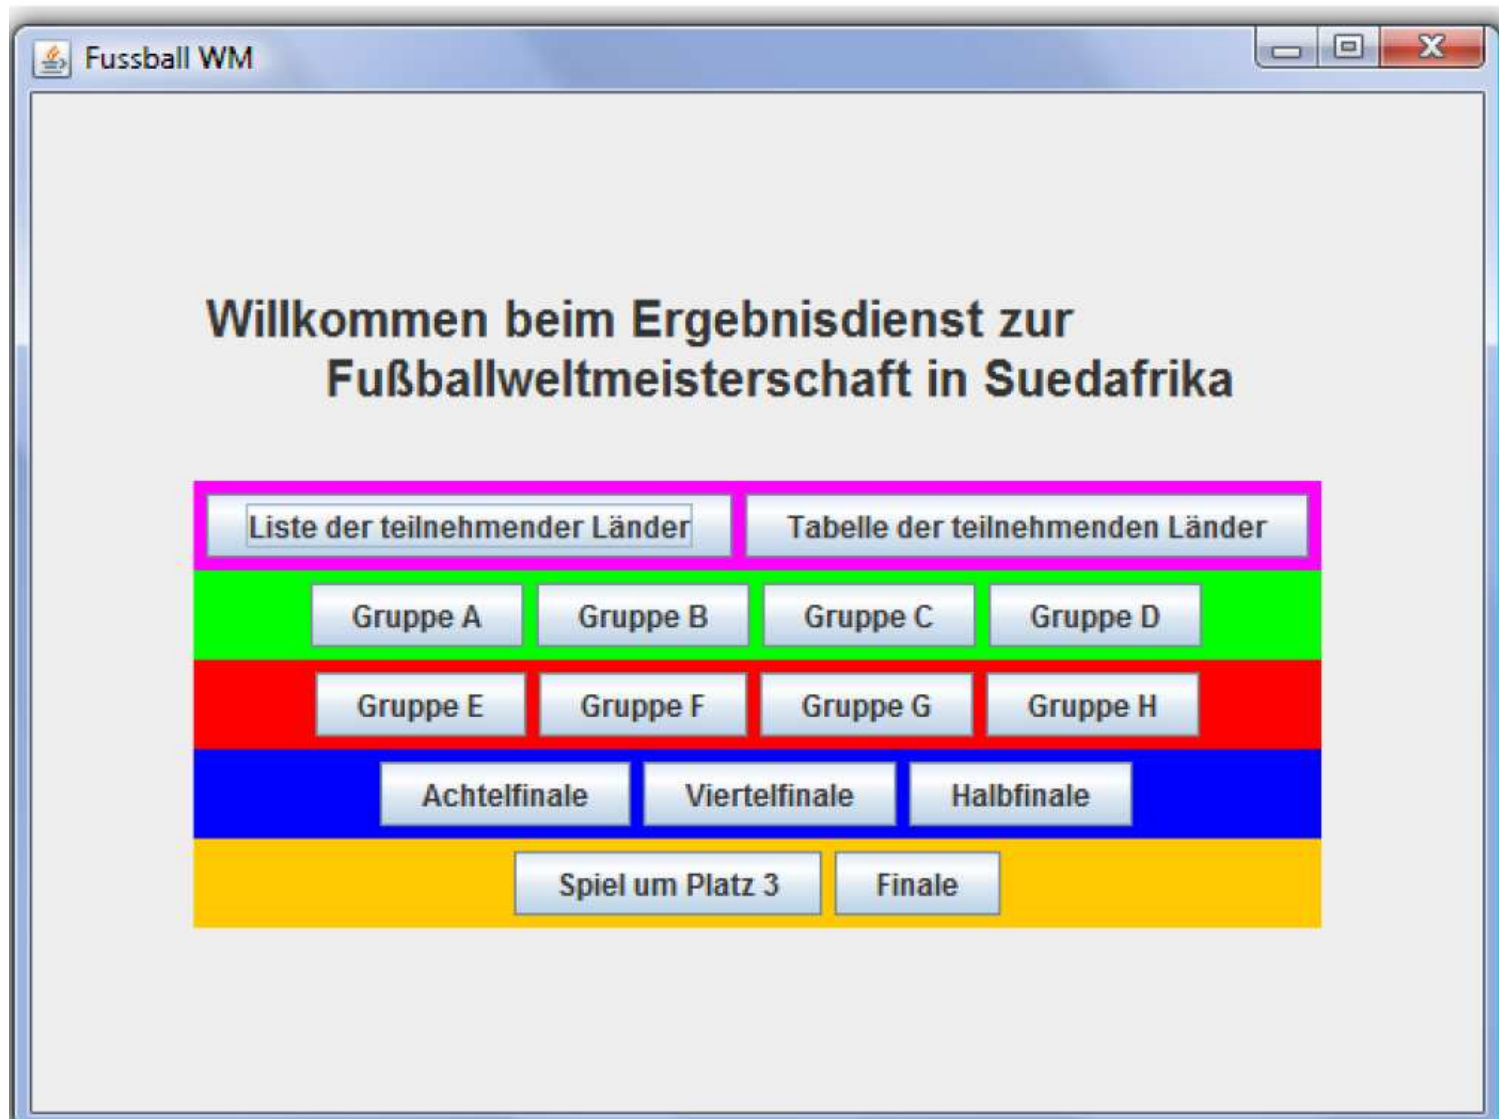 Fussball WM
Willkommen beim Ergebnisdienst zur
Fußballweltmeisterschaft in Suedafrika
Liste der teilnehmender Länder Tabelle der teilnehmenden Länder
Gruppe A Gruppe B Gruppe C Gruppe D
Gruppe E Gruppe F Gruppe G Gruppe H
Achtelfinale Viertelfinale Halbfinale
Spiel um Platz 3 Finale